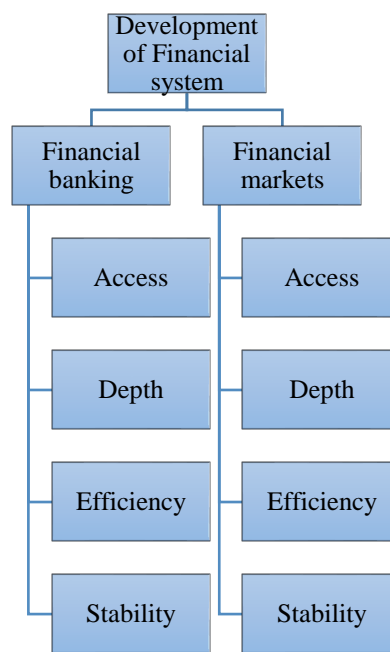 Development
of Financial
system
Financial
banking
Financial
markets
Access
Access
Depth
Depth
Efficiency
Efficiency
Stability
Stability